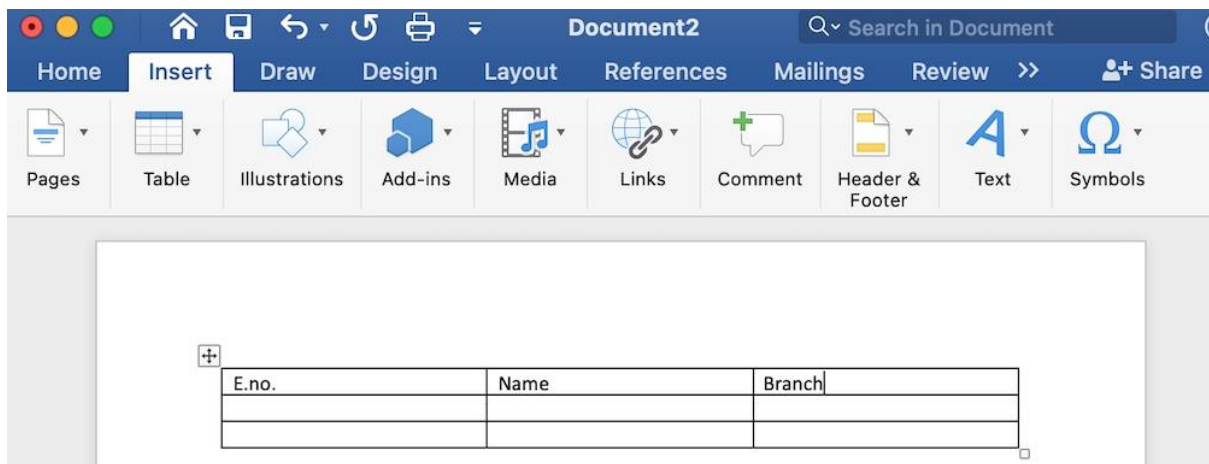 Document2 Search in Document
Home Insert Draw Design Layout References Mailings Review >> Share
Pages Table Illustrations Add-ins Media Links Comment Header & Text Symbols
Footer
E.no. Name Branch